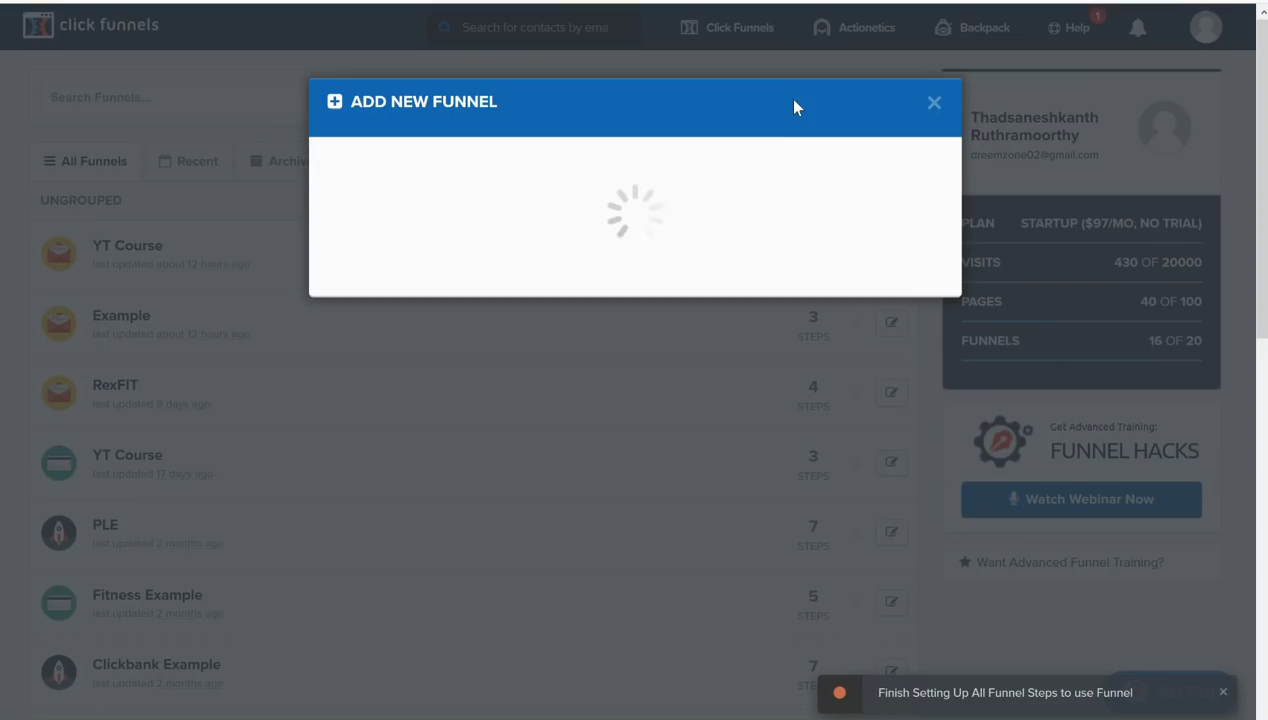 click funnels
Search for contacts by ema
Click Funnels
Actionetics
Backpack
Help
1
Search Funnels...
ADD NEW FUNNEL
×
All Funnels
Recent
Archiv
UNGROUPED
YT Course
last updated about 12 hours ago
Example
last updated about 12 hours ago
3
STEPS
RexFIT
last updated 9 days ago
4
STEPS
YT Course
last updated 17 days ago
3
STEPS
PLE
last updated 2 months ago
7
STEPS
Fitness Example
last updated 2 months ago
5
STEPS
Clickbank Example
last updated 2 months ago
7
STE
Thadsaneshkanth
Ruthramoorthy
dreemzone02@gmail.com
PLAN STARTUP ($97/MO, NO TRIAL)
VISITS 430 OF 20000
PAGES 40 OF 100
FUNNELS 16 OF 20
Get Advanced Training:
FUNNEL HACKS
Watch Webinar Now
Want Advanced Funnel Training?
Finish Setting Up All Funnel Steps to use Funnel ×